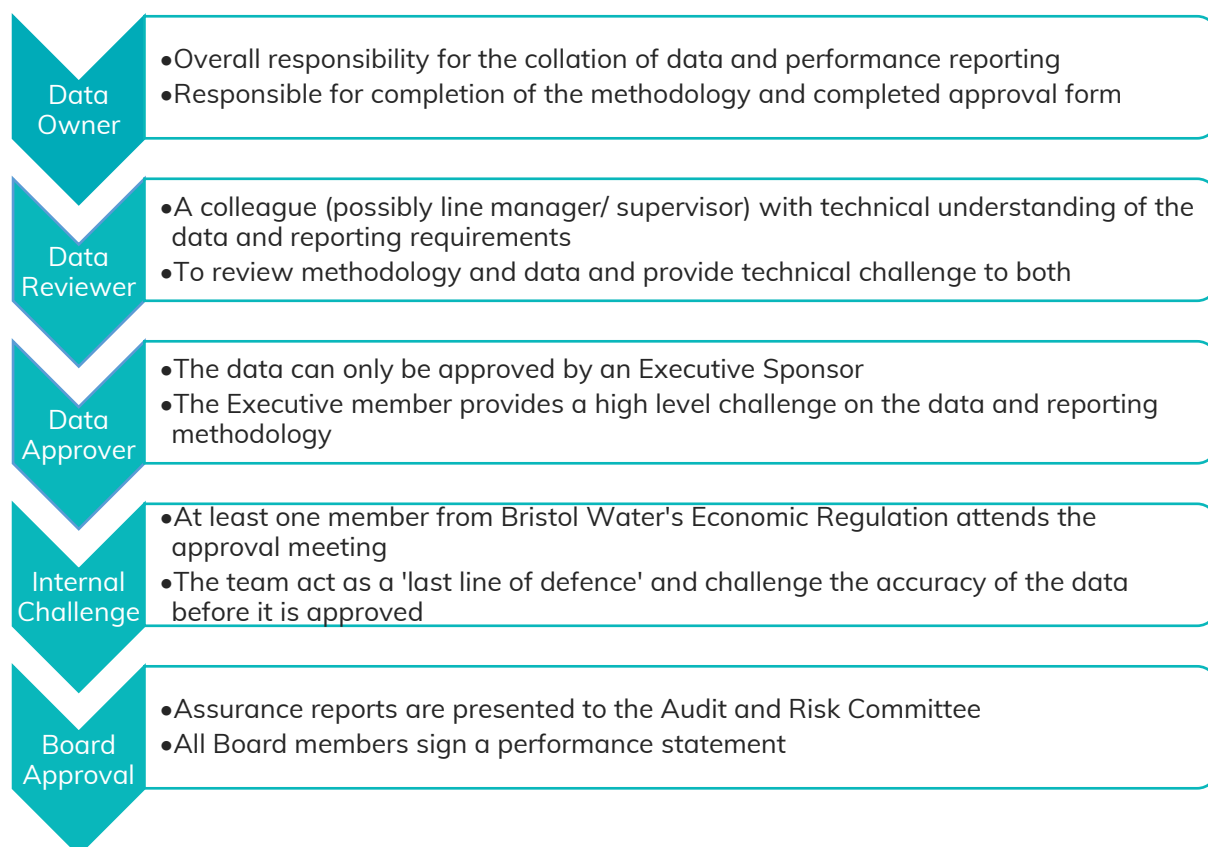 Data
Owner
•Overall responsibility for the collation of data and performance reporting
•Responsible for completion of the methodology and completed approval form
Data
Reviewer
•A colleague (possibly line manager/ supervisor) with technical understanding of the
data and reporting requirements
•To review methodology and data and provide technical challenge to both
Data
Approver
•The data can only be approved by an Executive Sponsor
•The Executive member provides a high level challenge on the data and reporting
methodology
Internal
Challenge
•At least one member from Bristol Water's Economic Regulation attends the
approval meeting
•The team act as a 'last line of defence' and challenge the accuracy of the data
before it is approved
Board
Approval
•Assurance reports are presented to the Audit and Risk Committee
•All Board members sign a performance statement